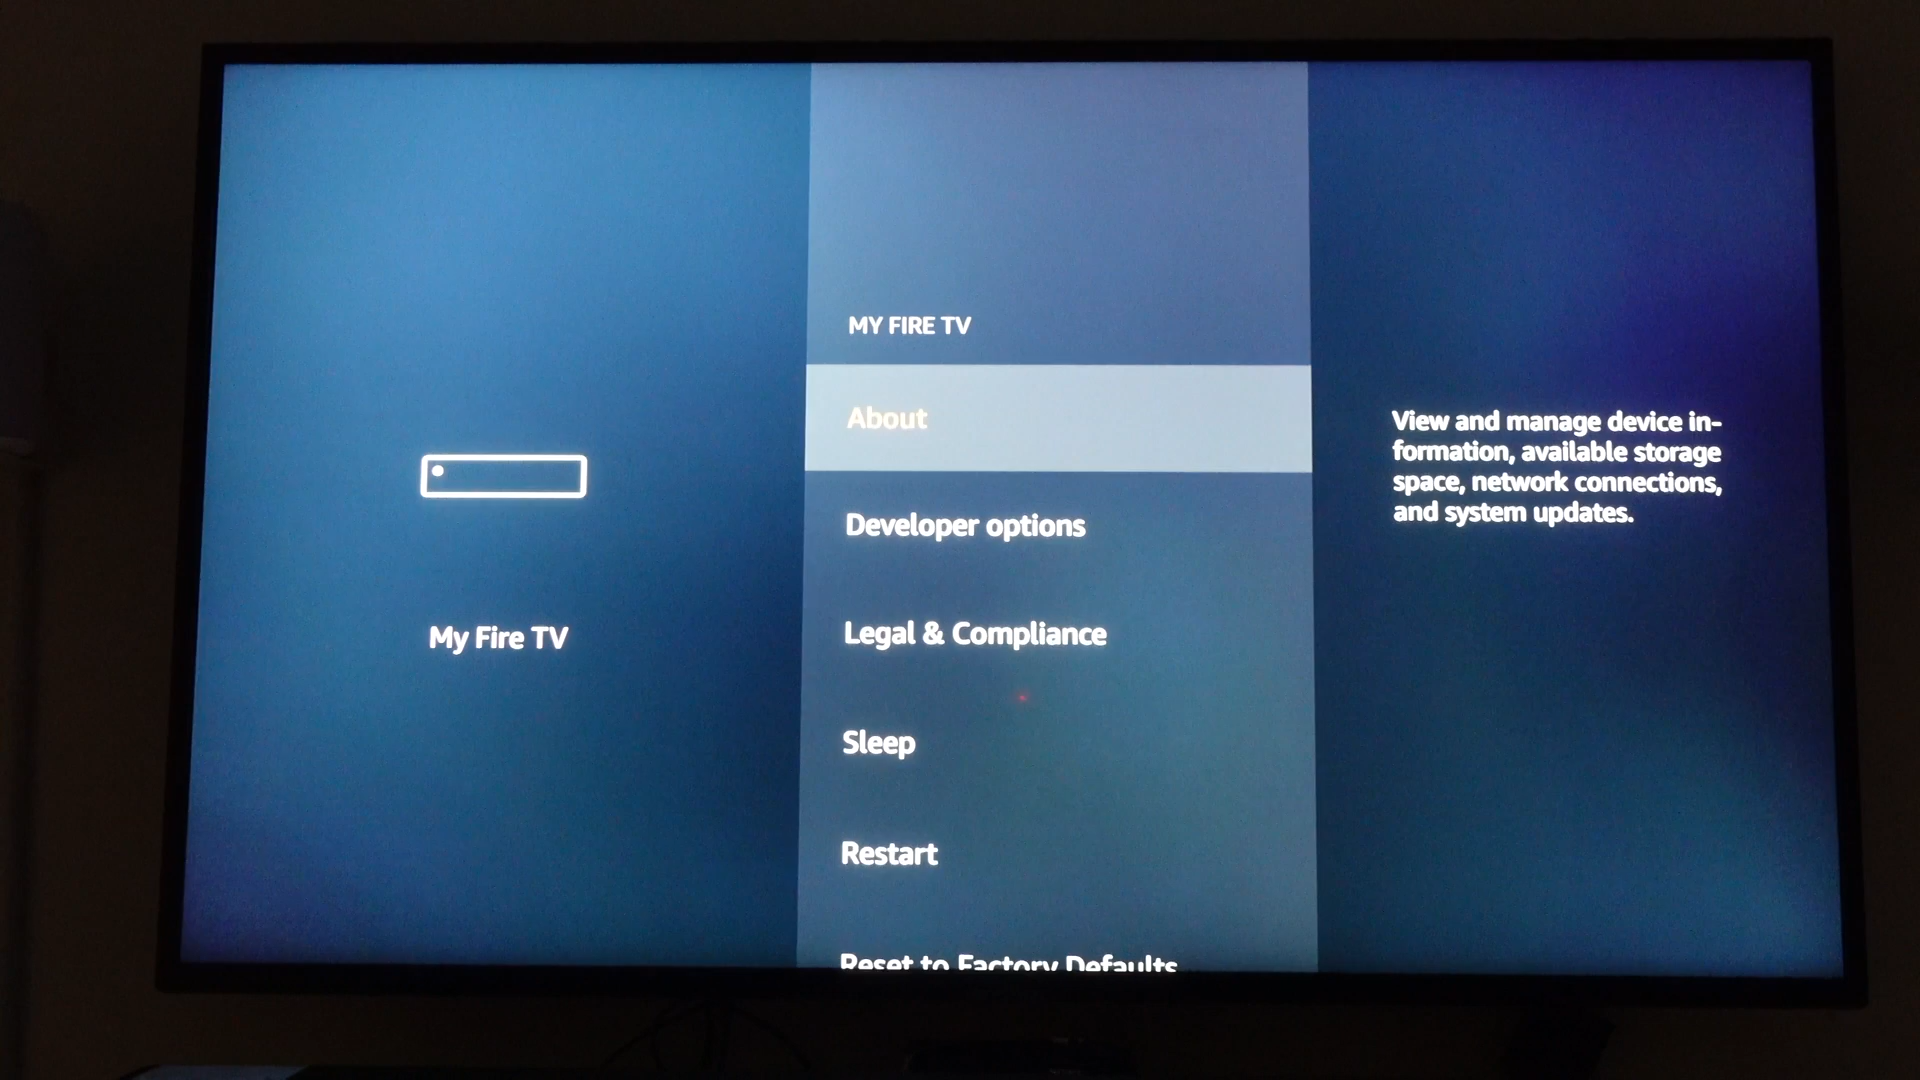 MY FIRE TV
About
Developer options
Legal & Compliance
Sleep
Restart
Reset to Factory Defaults
My Fire TV
View and manage device in-
formation, available storage
space, network connections,
and system updates.